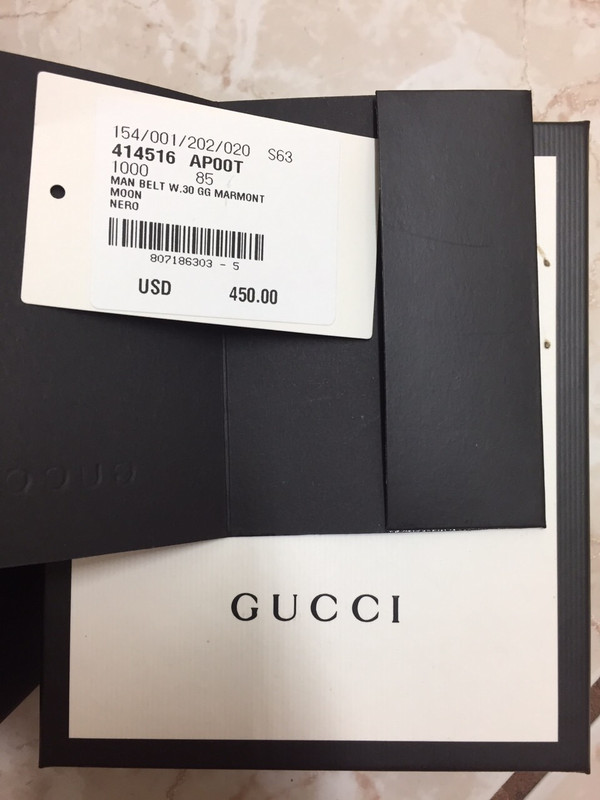 154/001/202/020 S63
414516 AP00T
1000 85
MAN BELT W.30 GG MARMONT
MOON
NERO
807186303 - 5
USD 450.00
GUCCI
GUCCI